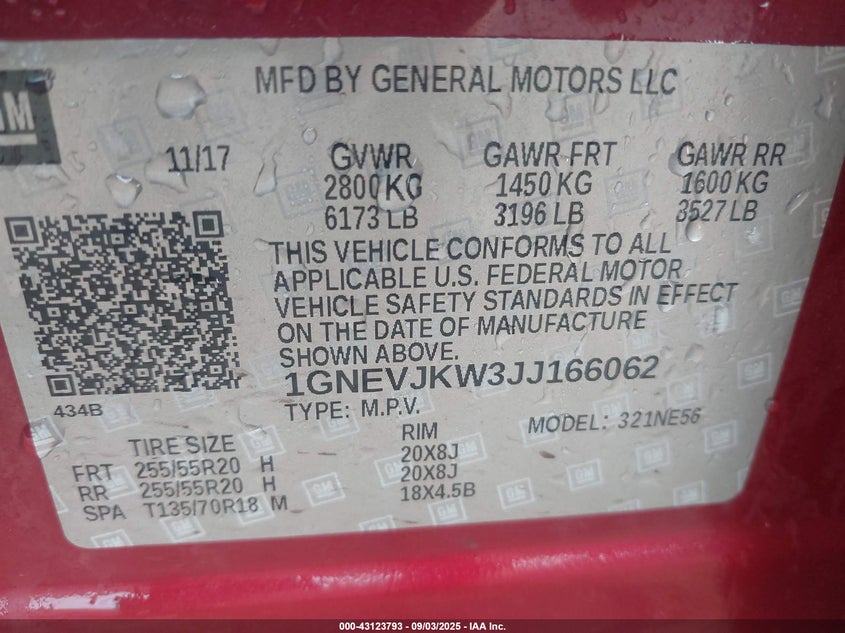 MFD BY GENERAL MOTORS LLC
GM
11/17 GVWR GAWR FRT GAWR RR
2800 KG 1450 KG 1600 KG
6173 LB 3196 LB 3527 LB
THIS VEHICLE CONFORMS TO ALL
APPLICABLE U.S. FEDERAL MOTOR
VEHICLE SAFETY STANDARDS IN EFFECT
ON THE DATE OF MANUFACTURE
SHOWN ABOVE.
1GNEVJKW3JJ166062
434B
TYPE: M.P.V. MODEL: 321NE56
TIRE SIZE RIM
FRT 255/55R20 H 20X8J
RR 255/55R20 H 20X8J
SPA T135/70R18 M 18X4.5B
000-43123793 - 09/03/2025 - IAA Inc.